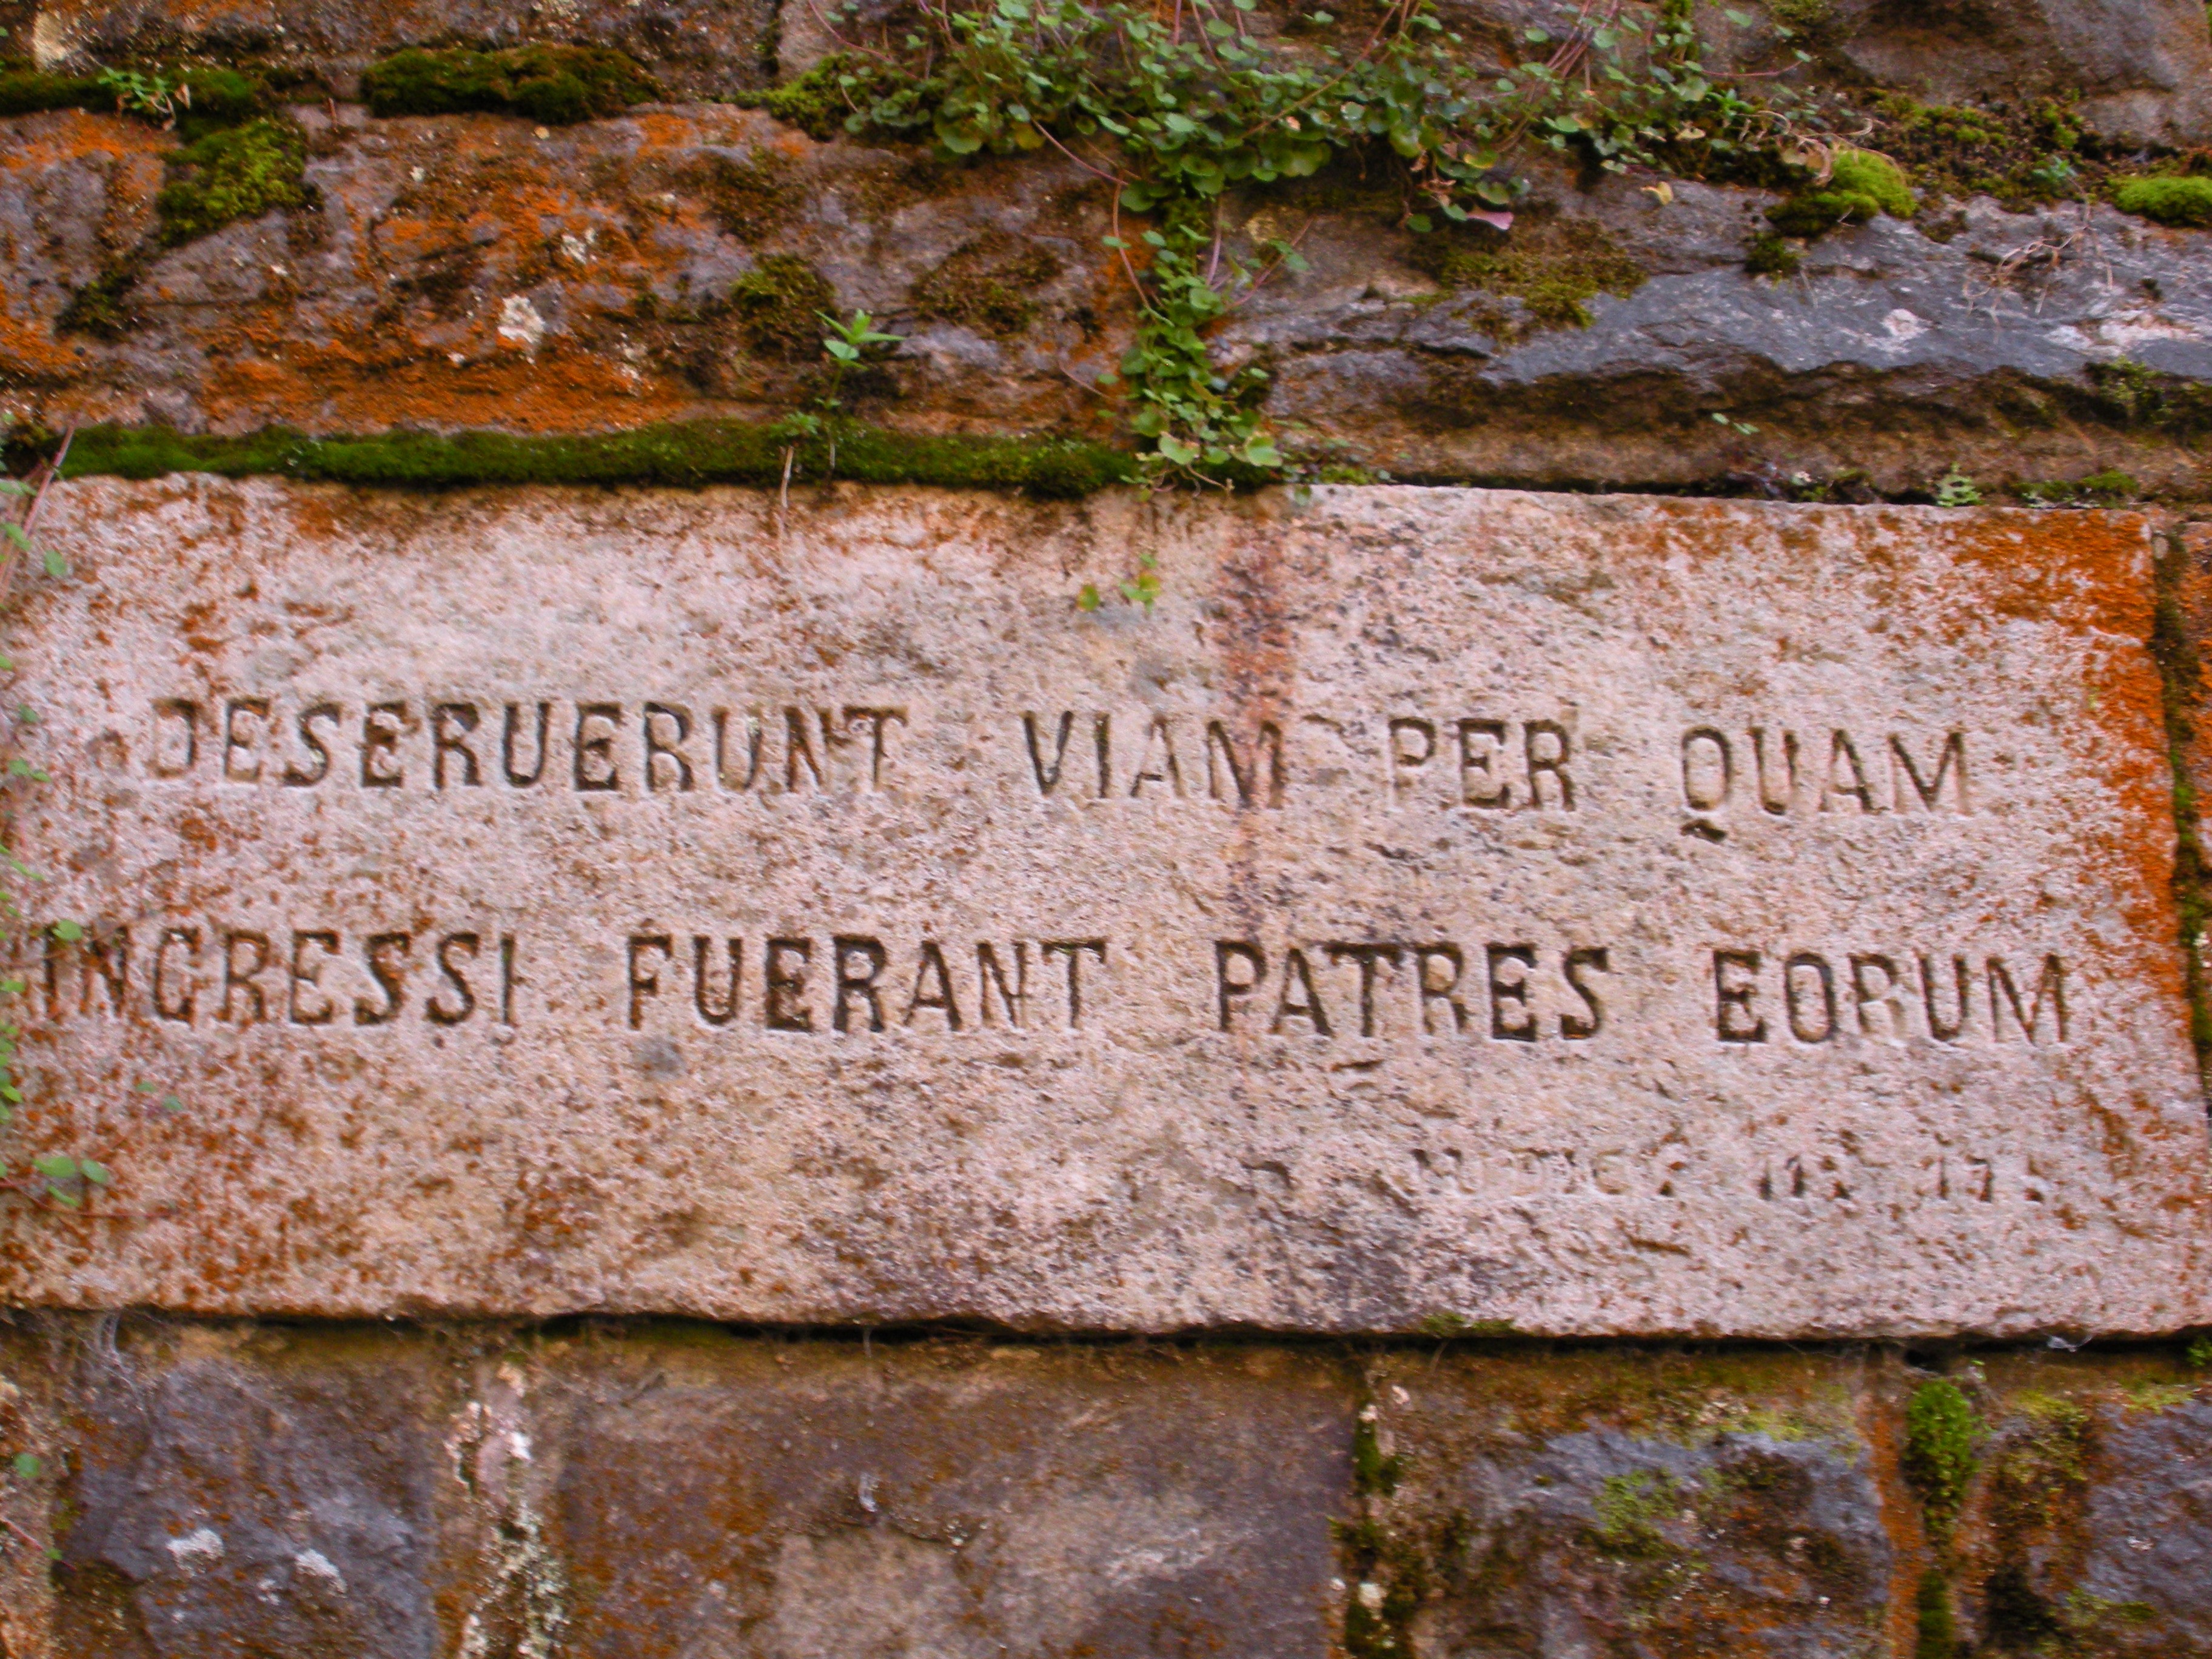 DESERUERUNT VIAM PER QUAM
INGRESSI FUERANT PATRES EORUM